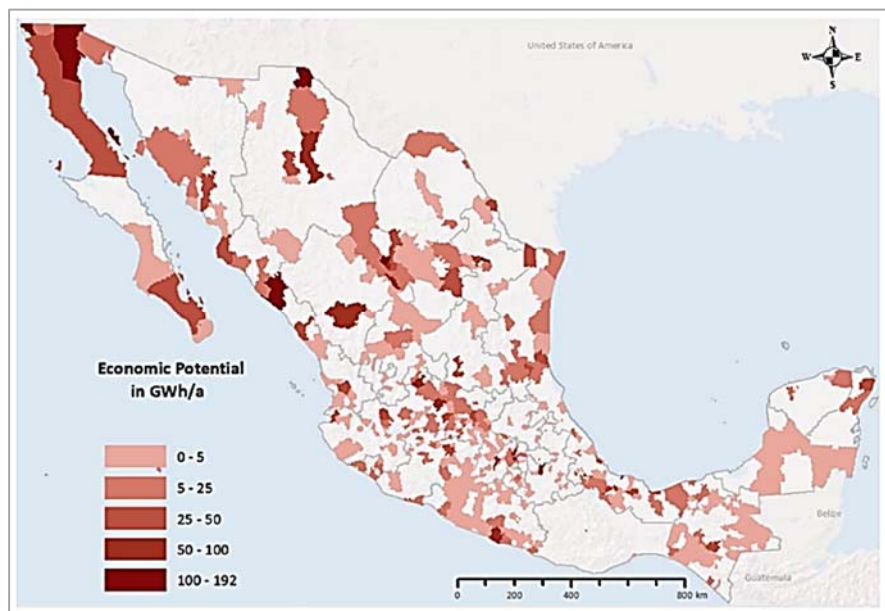 United States of America
N
W E
S
Economic Potential
in GWh/a
0 - 5
5 - 25
25 - 50
50 - 100
100 - 192
Belize
Guatemala
0 200 400 800 km